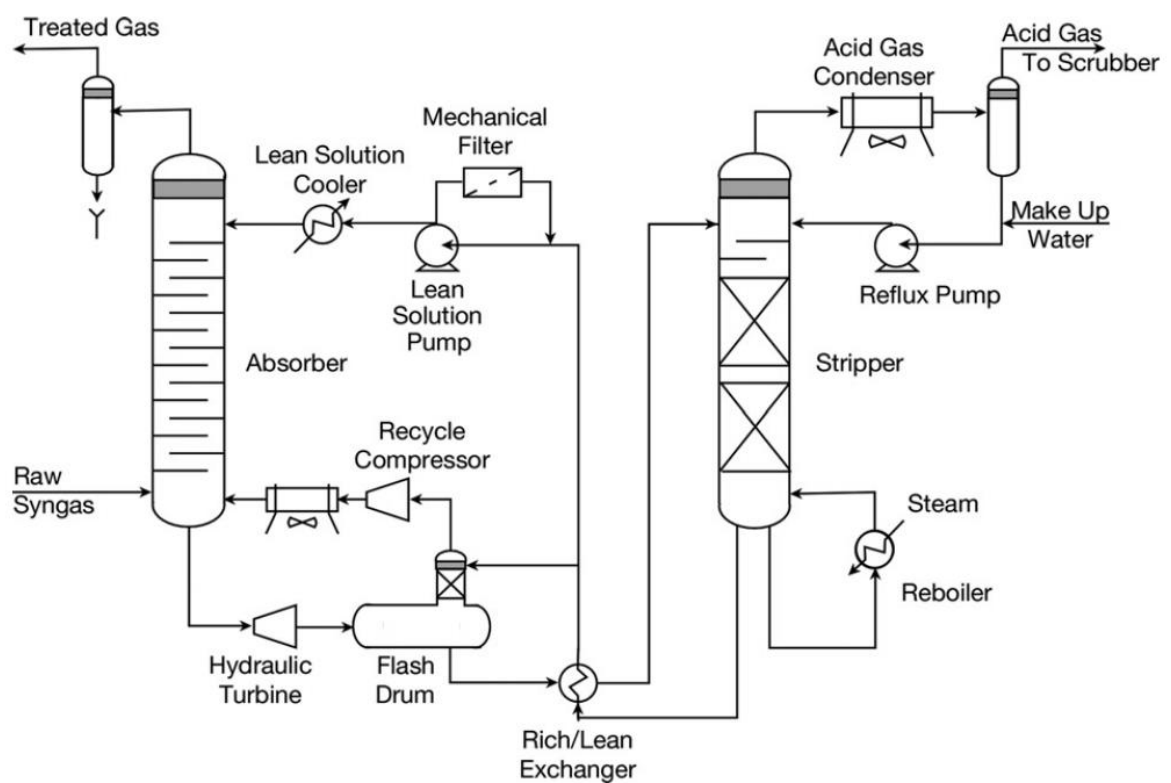 Treated Gas
Acid Gas
To Scrubber
Acid Gas
Condenser
Mechanical
Filter
Lean Solution
Cooler
Make Up
Water
Lean
Solution
Pump
Reflux Pump
Absorber
Stripper
Recycle
Compressor
Raw
Syngas
Steam
Reboiler
Hydraulic
Turbine
Flash
Drum
Rich/Lean
Exchanger